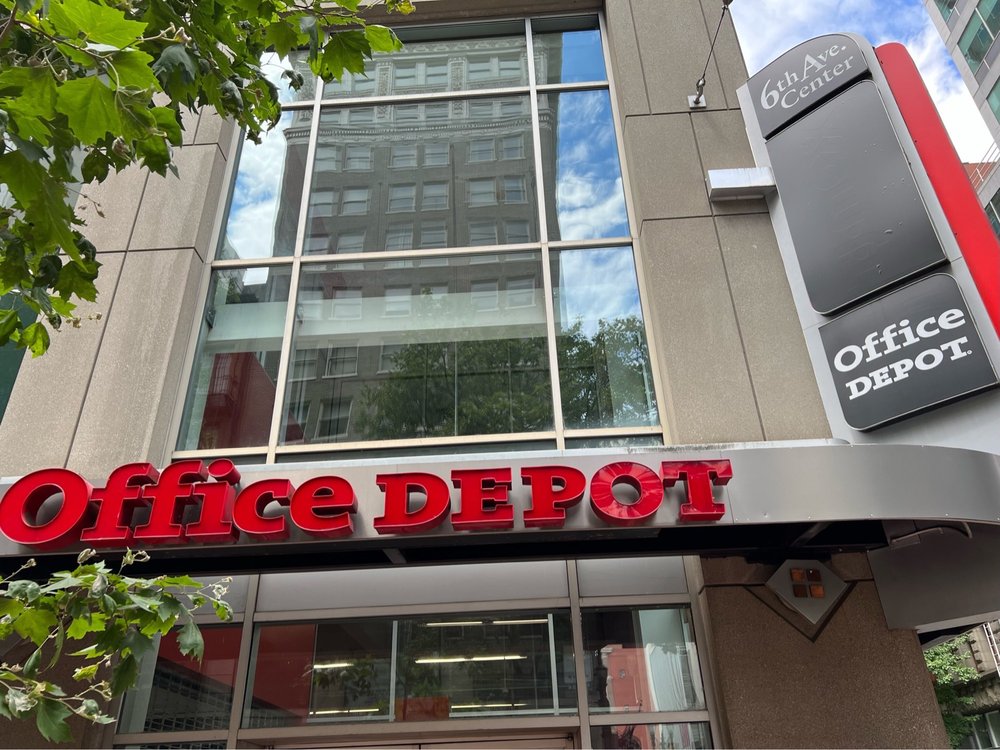 6th Ave.
Center
Office
DEPOT.
Office DEPOT